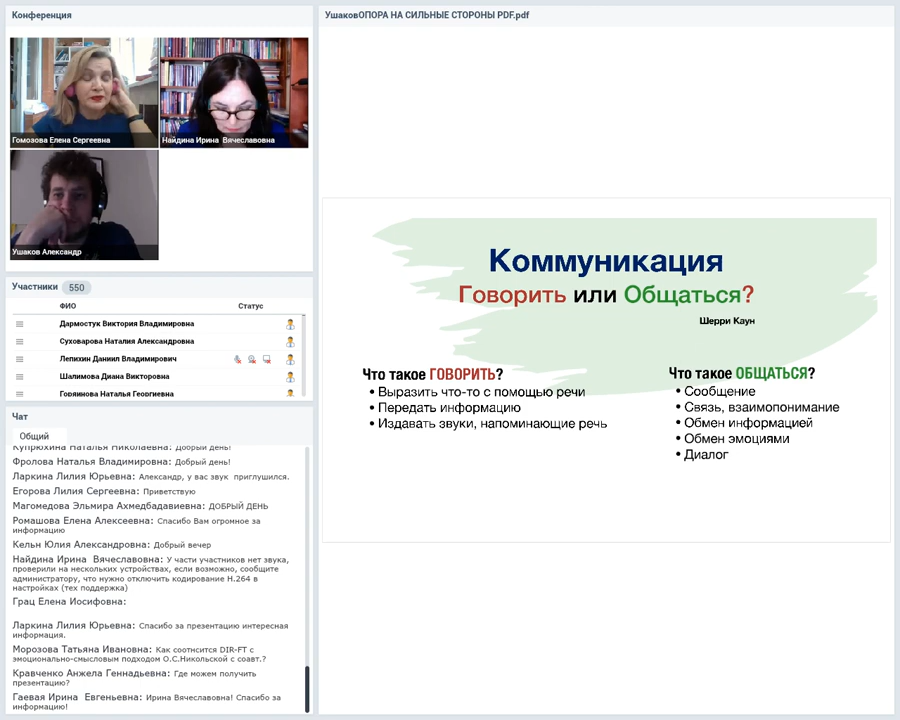 Конференция
Гомозова Елена Сергеевна
Найдина Ирина Вячеславовна
Ушаков Александр
Участники 550
ФИО Статус
Дармостук Виктория Владимировна
Суховарова Наталия Александровна
Лепихин Даниил Владимирович
Шалимова Диана Викторовна
Горяинова Наталья Георгиевна
Чат
Общий
Купрюхина Наталья Николаевна: Добрый день!
Фролова Наталья Владимировна: Добрый день!
Ларкина Лилия Юрьевна: Александр, у вас звук приглушился.
Егорова Лилия Сергеевна: Приветствую
Магомедова Эльмира Ахмедбадавиевна: ДОБРЫЙ ДЕНЬ
Ромашова Елена Алексеевна: Спасибо Вам огромное за
информацию
Кельн Юлия Александровна: Добрый вечер
Найдина Ирина Вячеславовна: У части участников нет звука,
проверили на нескольких устройствах, если возможно, сообщите
администратору, что нужно отключить кодирование H.264 в
настройках (тех поддержка)
Грац Елена Иосифовна:
Ларкина Лилия Юрьевна: Спасибо за презентацию интересная
информация.
Морозова Татьяна Ивановна: Как соотнсится DIR-FT с
эмоционально-смысловым подходом О.С.Никольской с соавт.?
Кравченко Анжела Геннадьевна: Где можем получить
презентацию?
Гаевая Ирина Евгеньевна: Ирина Вячеславовна! Спасибо за
информацию!
УшаковОПОРА НА СИЛЬНЫЕ СТОРОНЫ PDF.pdf
Коммуникация
Говорить или Общаться?
Шерри Каун
Что такое ГОВОРИТЬ?
• Выразить что-то с помощью речи
• Передать информацию
• Издавать звуки, напоминающие речь
Что такое ОБЩАТЬСЯ?
• Сообщение
• Связь, взаимопонимание
• Обмен информацией
• Обмен эмоциями
• Диалог